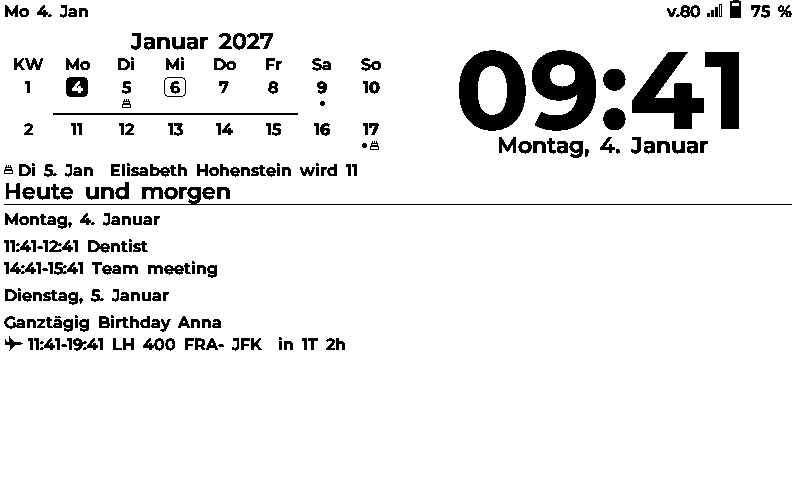 Mo 4. Jan
v.80 75 %
Januar 2027
KW Mo Di Mi Do Fr Sa So
1 4 5 6 7 8 9 10
2 11 12 13 14 15 16 17
09:41
Montag, 4. Januar
Di 5. Jan Elisabeth Hohenstein wird 11
Heute und morgen
Montag, 4. Januar
11:41-12:41 Dentist
14:41-15:41 Team meeting
Dienstag, 5. Januar
Ganztägig Birthday Anna
11:41-19:41 LH 400 FRA- JFK in 1T 2h